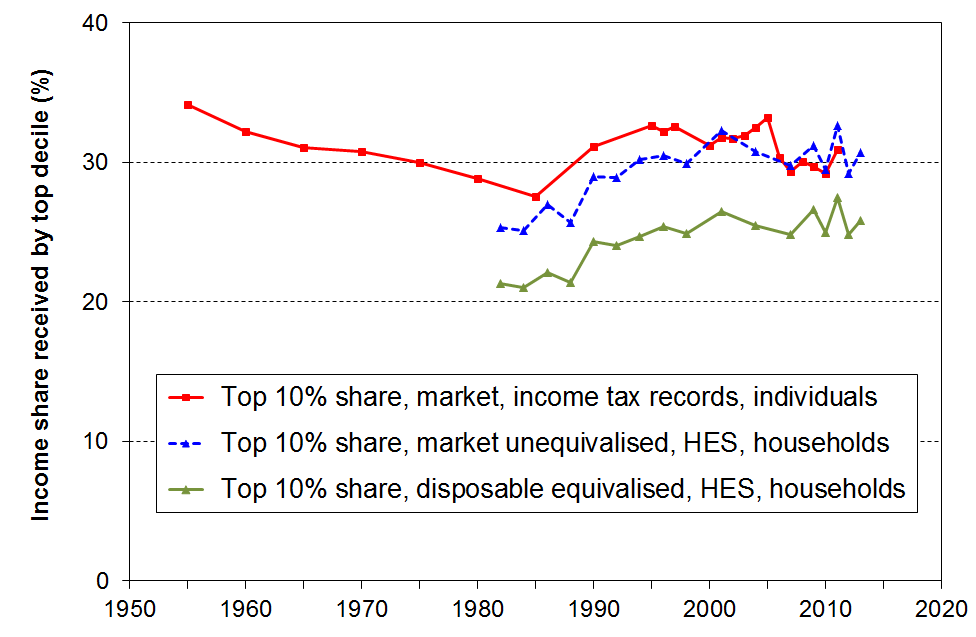 Income share received by top decile (%)
40
30
20
10
0
Top 10% share, market, income tax records, individuals
Top 10% share, market unequivalised, HES, households
Top 10% share, disposable equivalised, HES, households
1950 1960 1970 1980 1990 2000 2010 2020